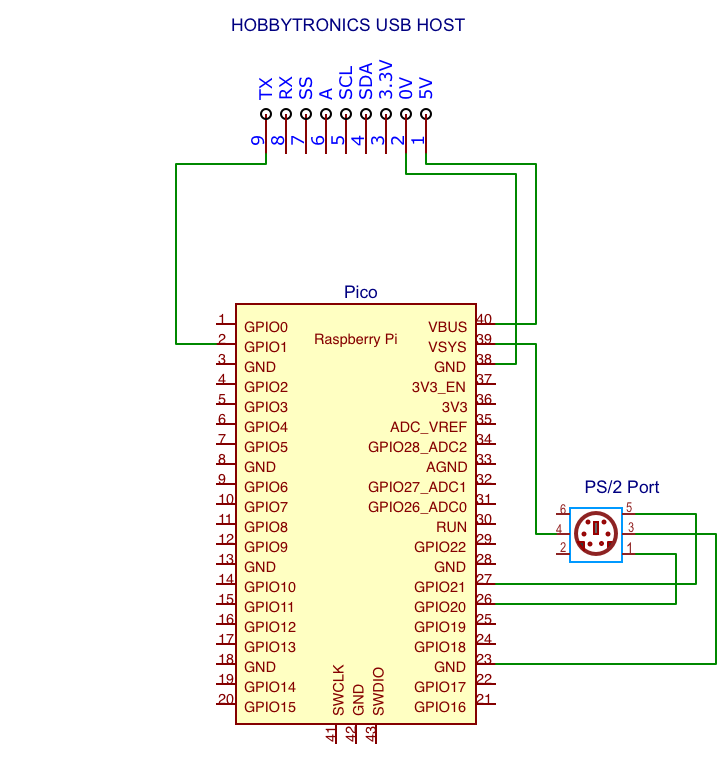 HOBBYTRONICS USB HOST
TX RX SS A SCL SDA 3.3V 0V 5V
9 8 7 6 5 4 3 2 1
Pico
Raspberry Pi
1 GPIO0 VBUS 40
2 GPIO1 VSYS 39
3 GND GND 38
4 GPIO2 3V3_EN 37
5 GPIO3 3V3 36
6 GPIO4 ADC_VREF 35
7 GPIO5 GPIO28_ADC2 34
8 GND AGND 33
9 GPIO6 GPIO27_ADC1 32
10 GPIO7 GPIO26_ADC0 31
11 GPIO8 RUN 30
12 GPIO9 GPIO22 29
13 GND GND 28
14 GPIO10 GPIO21 27
15 GPIO11 GPIO20 26
16 GPIO12 GPIO19 25
17 GPIO13 GPIO18 24
18 GND GND 23
19 GPIO14 GPIO17 22
20 GPIO15 GPIO16 21
SWCLK GND SWDIO
41 42 43
PS/2 Port
6 5
4 3
2 1